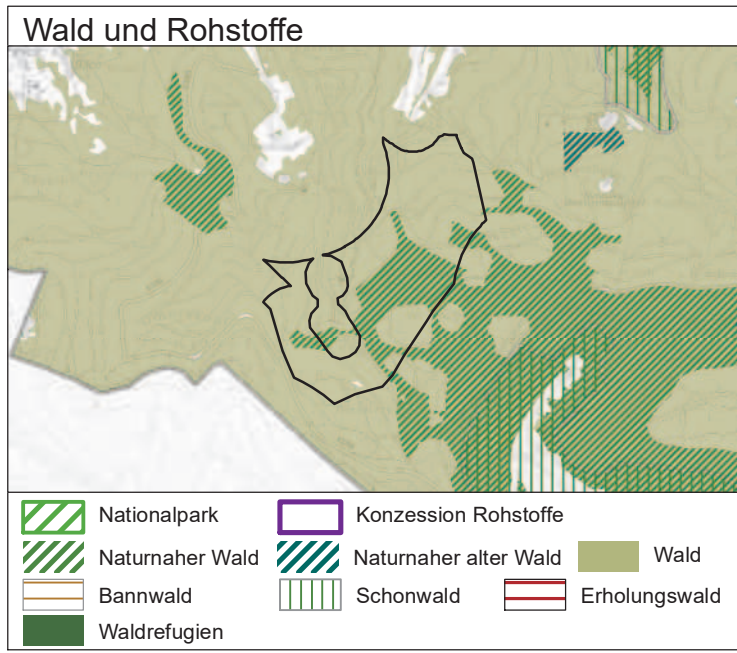 Wald und Rohstoffe
Nationalpark
Konzession Rohstoffe
Naturnaher Wald
Naturnaher alter Wald
Wald
Bannwald
Schonwald
Erholungswald
Waldrefugien